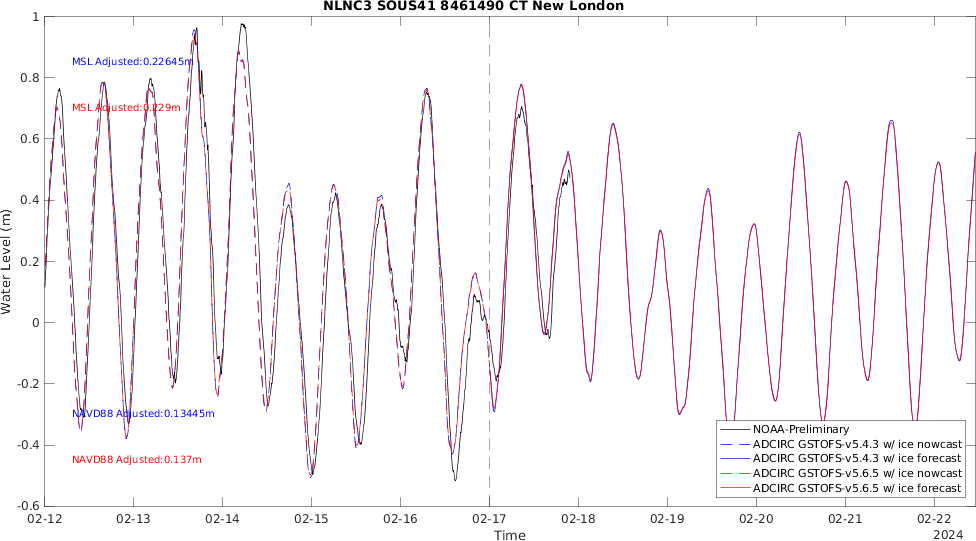 NLNC3 SOUS41 8461490 CT New London
Water Level (m)
1
0.8
0.6
0.4
0.2
0
-0.2
-0.4
-0.6
MSL Adjusted:0.22645m
MSL Adjusted:0.229m
NAVD88 Adjusted:0.13445m
NAVD88 Adjusted:0.137m
NOAA-Preliminary
ADCIRC GSTOFS-v5.4.3 w/ ice nowcast
ADCIRC GSTOFS-v5.4.3 w/ ice forecast
ADCIRC GSTOFS-v5.6.5 w/ ice nowcast
ADCIRC GSTOFS-v5.6.5 w/ ice forecast
02-12 02-13 02-14 02-15 02-16 02-17 02-18 02-19 02-20 02-21 02-22
Time
2024